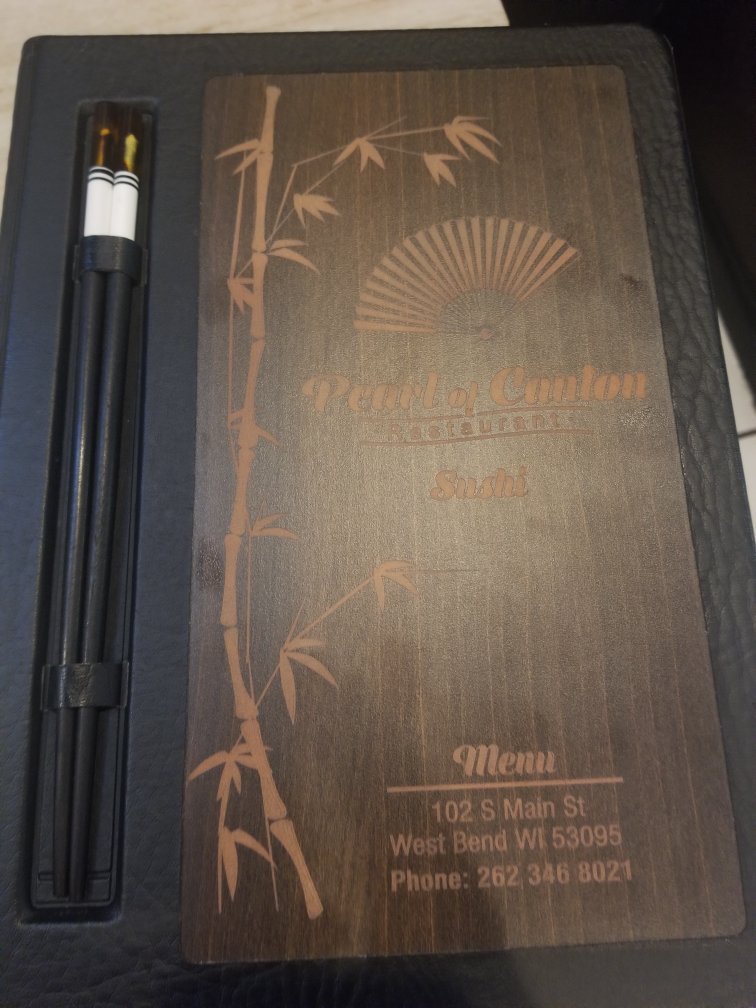 Pearl of Canton
Restaurant
Sushi
Menu
102 S Main St
West Bend WI 53095
Phone: 262 346 8021